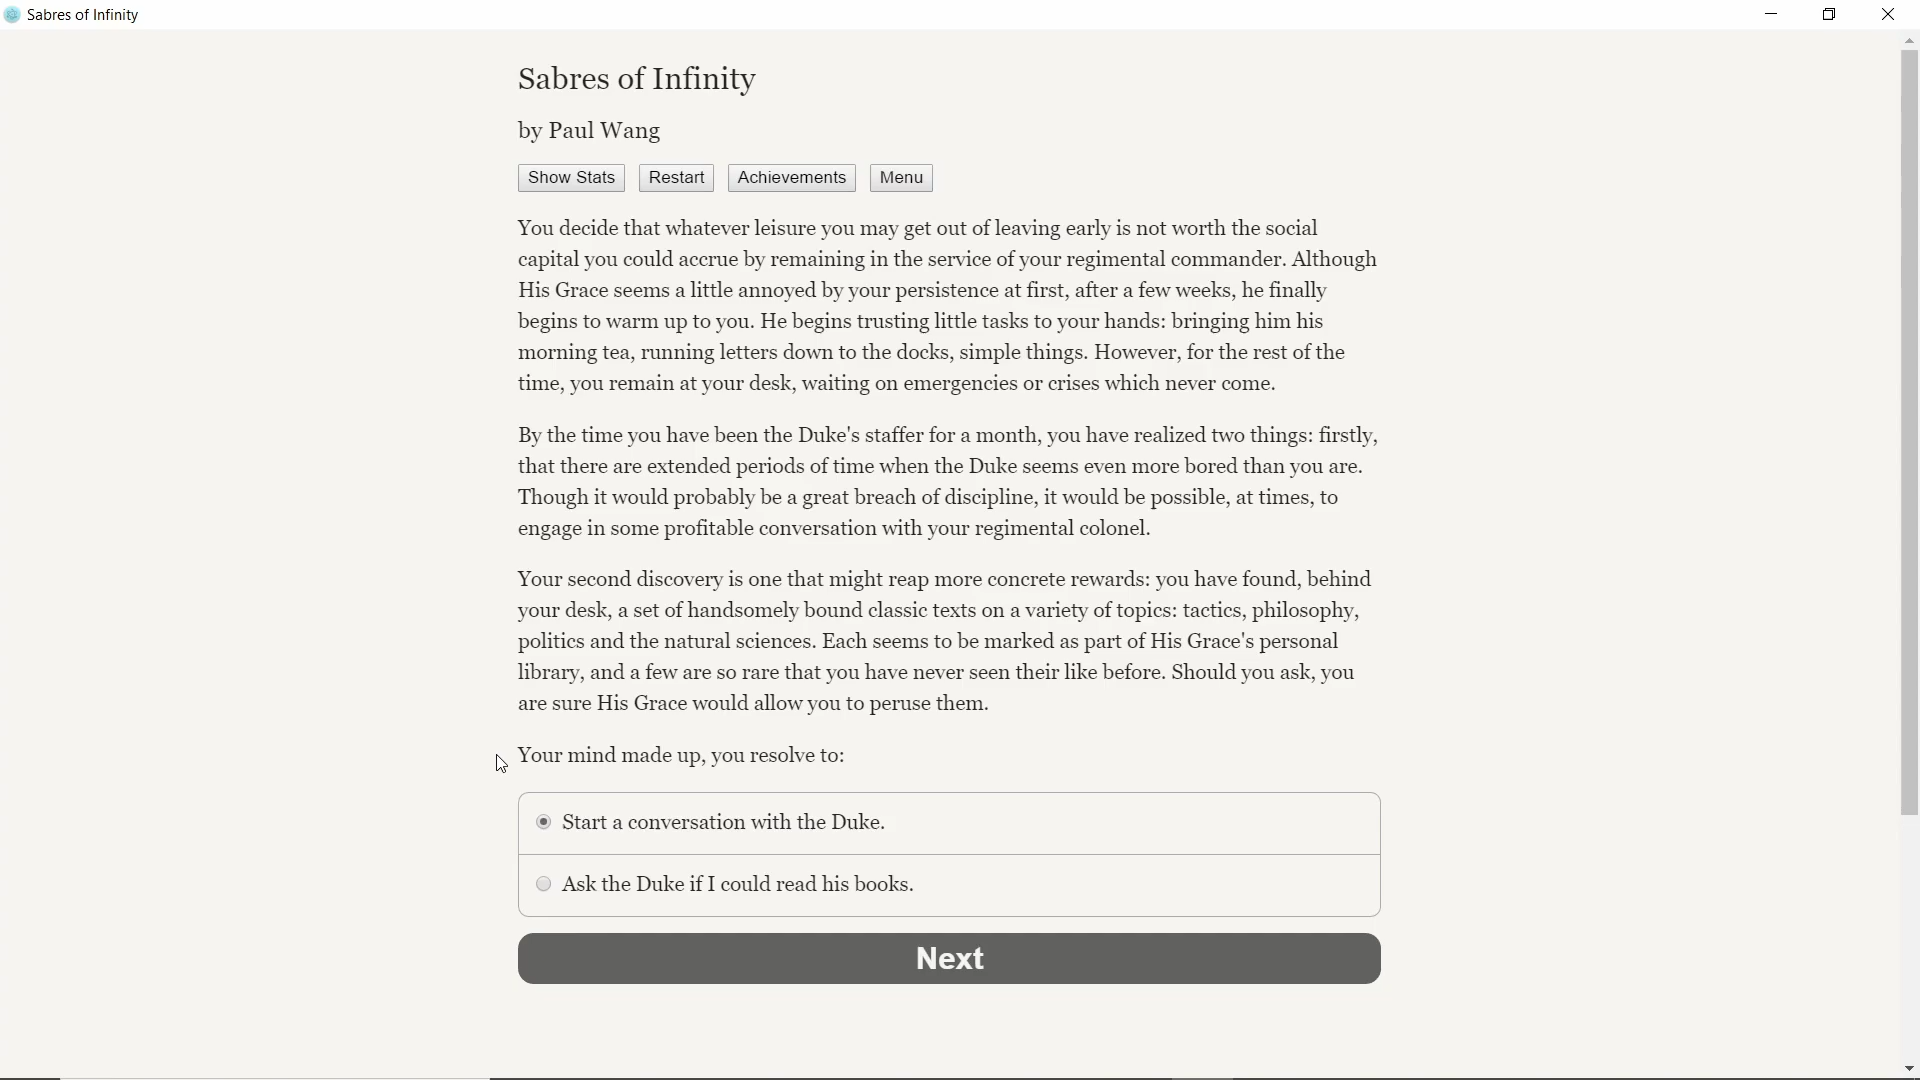 Sabres of Infinity
Sabres of Infinity
by Paul Wang
Show Stats
Restart
Achievements
Menu
You decide that whatever leisure you may get out of leaving early is not worth the social
capital you could accrue by remaining in the service of your regimental commander. Although
His Grace seems a little annoyed by your persistence at first, after a few weeks, he finally
begins to warm up to you. He begins trusting little tasks to your hands: bringing him his
morning tea, running letters down to the docks, simple things. However, for the rest of the
time, you remain at your desk, waiting on emergencies or crises which never come.
By the time you have been the Duke's staffer for a month, you have realized two things: firstly,
that there are extended periods of time when the Duke seems even more bored than you are.
Though it would probably be a great breach of discipline, it would be possible, at times, to
engage in some profitable conversation with your regimental colonel.
Your second discovery is one that might reap more concrete rewards: you have found, behind
your desk, a set of handsomely bound classic texts on a variety of topics: tactics, philosophy,
politics and the natural sciences. Each seems to be marked as part of His Grace's personal
library, and a few are so rare that you have never seen their like before. Should you ask, you
are sure His Grace would allow you to peruse them.
Your mind made up, you resolve to:
Start a conversation with the Duke.
Ask the Duke if I could read his books.
Next